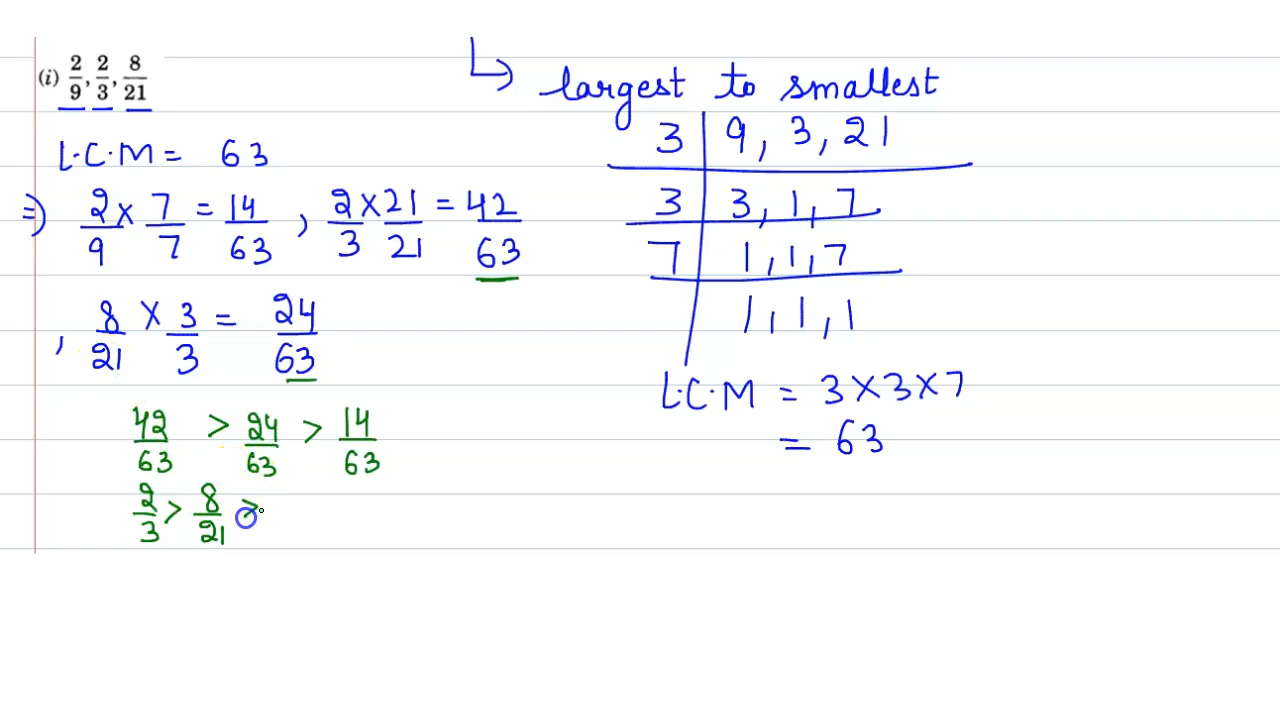 (i) 2/9, 2/3, 8/21
↳ largest to smallest
L.C.M = 63
⇒ 2/9 × 7/7 = 14/63, 2/3 × 21/21 = 42/63
, 8/21 × 3/3 = 24/63
42/63 > 24/63 > 14/63
2/3 > 8/21 >
3 | 9, 3, 21
3 | 3, 1, 7
7 | 1, 1, 7
| 1, 1, 1
L.C.M = 3 × 3 × 7
= 63